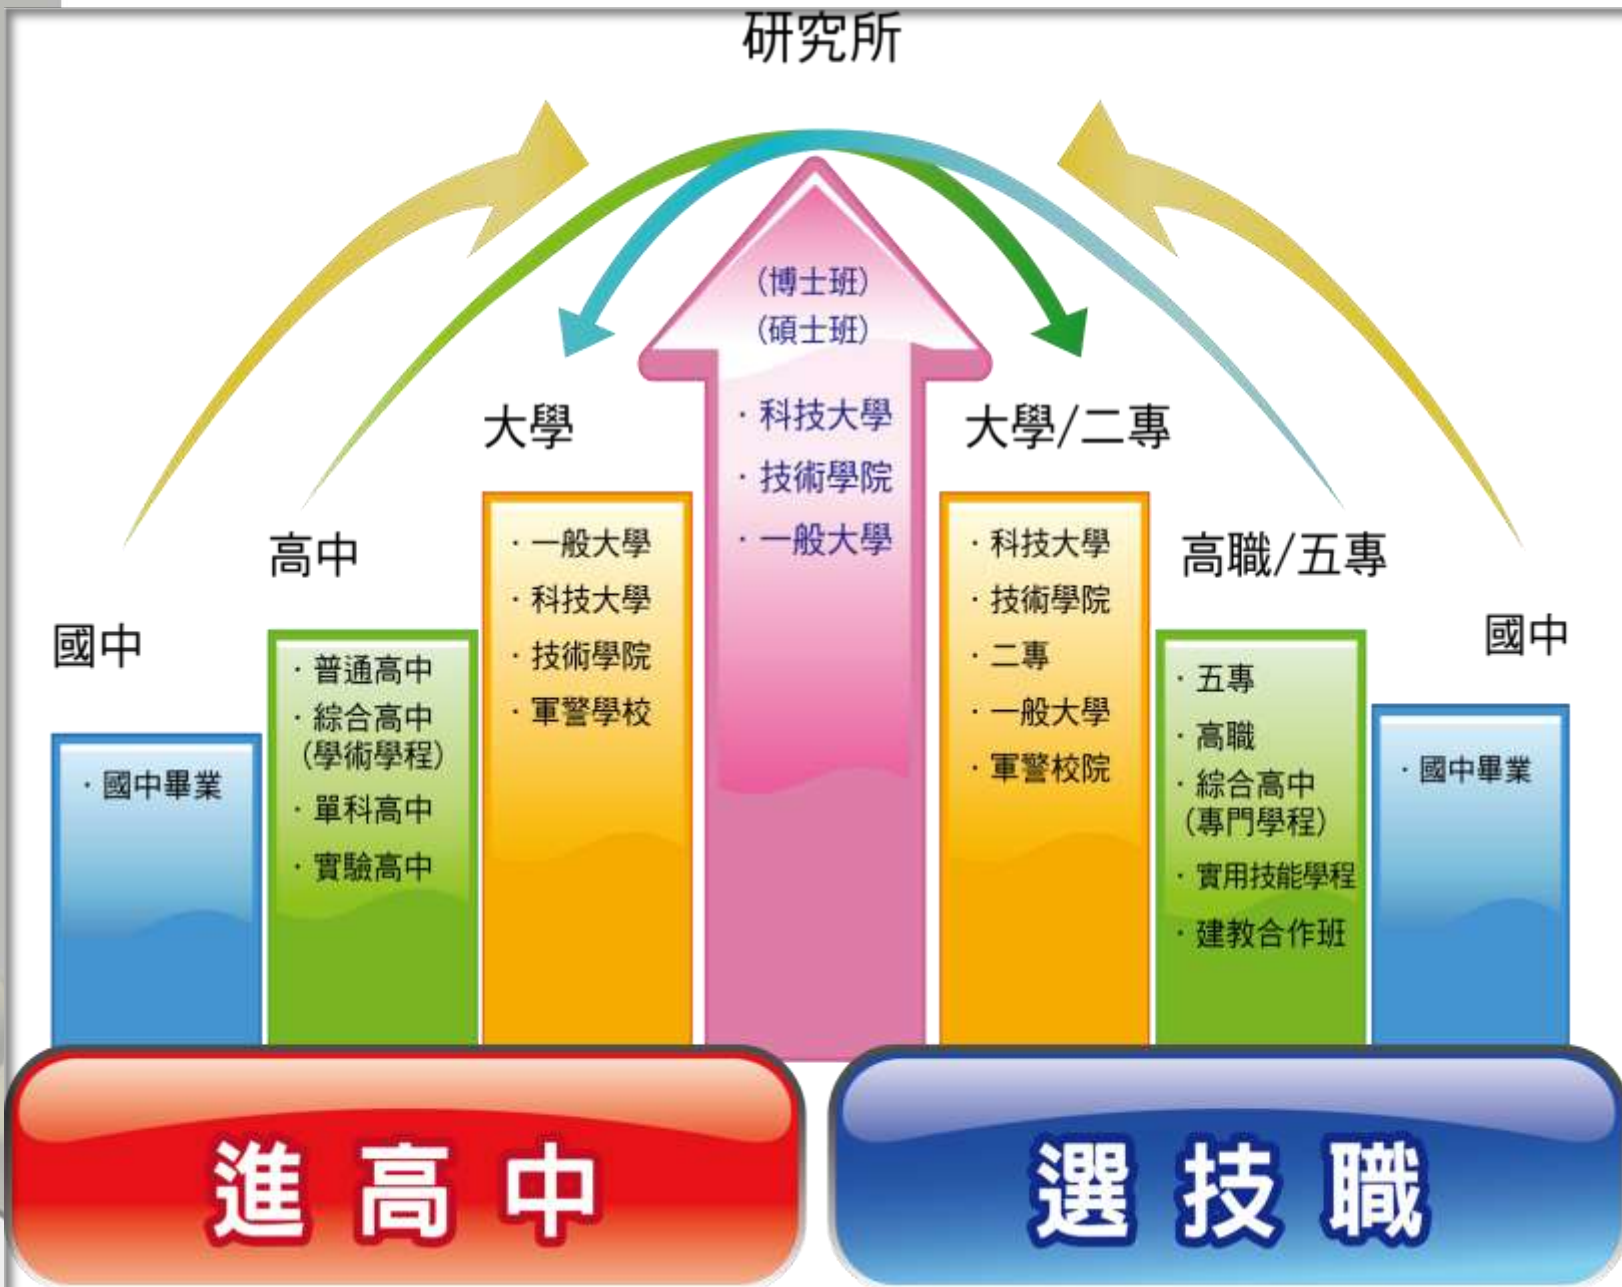 研究所
(博士班)
(碩士班)
· 科技大學
· 技術學院
· 一般大學
大學
· 一般大學
· 科技大學
· 技術學院
· 軍警學校
高中
· 普通高中
· 綜合高中
(學術學程)
· 單科高中
· 實驗高中
國中
· 國中畢業
大學/二專
· 科技大學
· 技術學院
· 二專
· 一般大學
· 軍警校院
高職/五專
· 五專
· 高職
· 綜合高中
(專門學程)
· 實用技能學程
· 建教合作班
國中
· 國中畢業
進高中
選技職